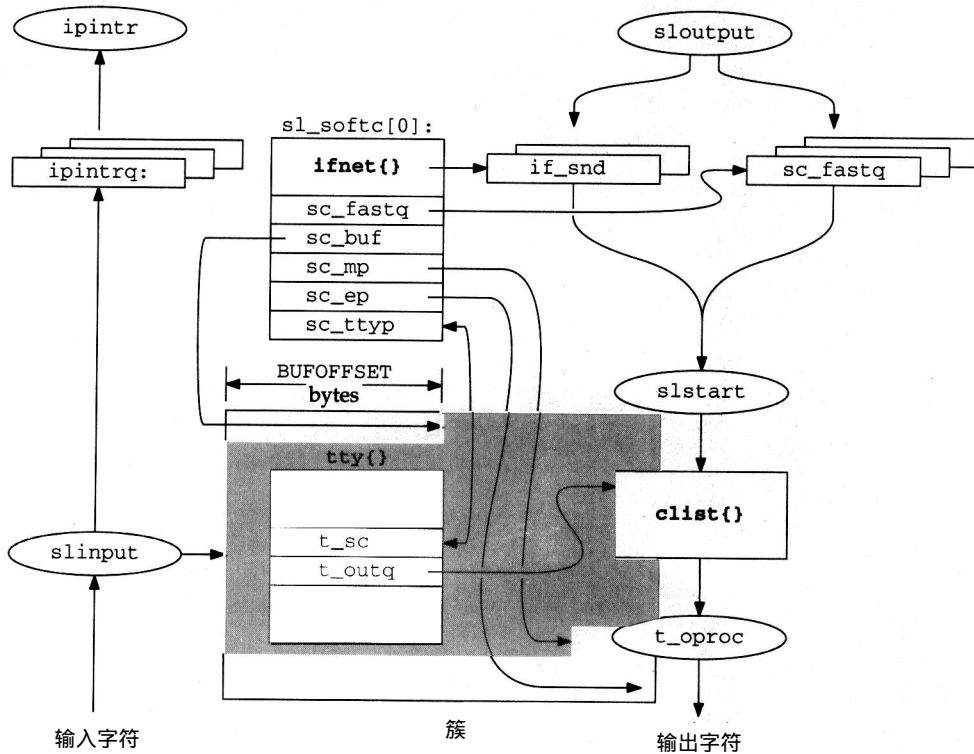 ipintr
sloutput
sl_softc[0]:
ifnet{}
ipintrq:
if_snd
sc_fastq
sc_fastq
sc_buf
sc_mp
sc_ep
sc_ttyp
BUFOFFSET
bytes
slstart
tty{}
clist{}
slinput
t_sc
t_outq
t_oproc
输入字符
簇
输出字符